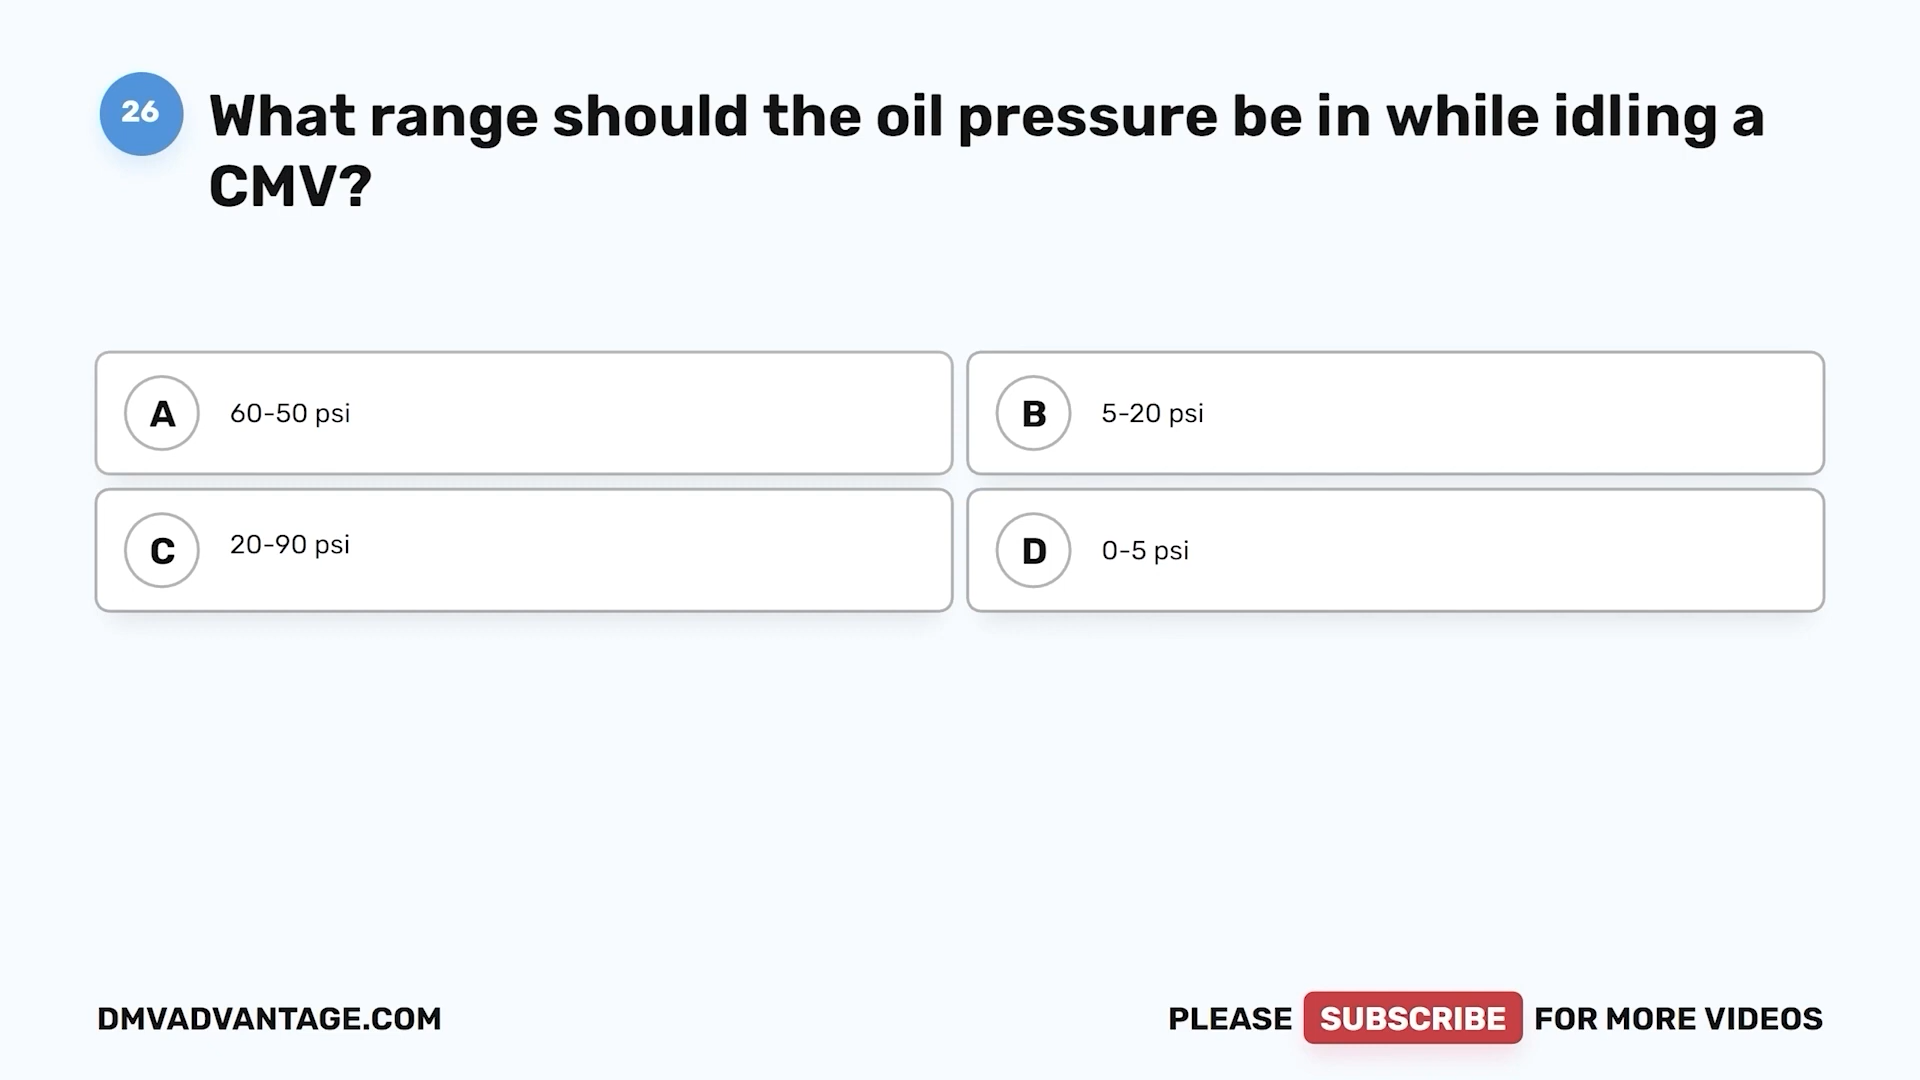 26
What range should the oil pressure be in while idling a
CMV?
A 60-50 psi
B 5-20 psi
C 20-90 psi
D 0-5 psi
DMVADVANTAGE.COM
PLEASE SUBSCRIBE FOR MORE VIDEOS